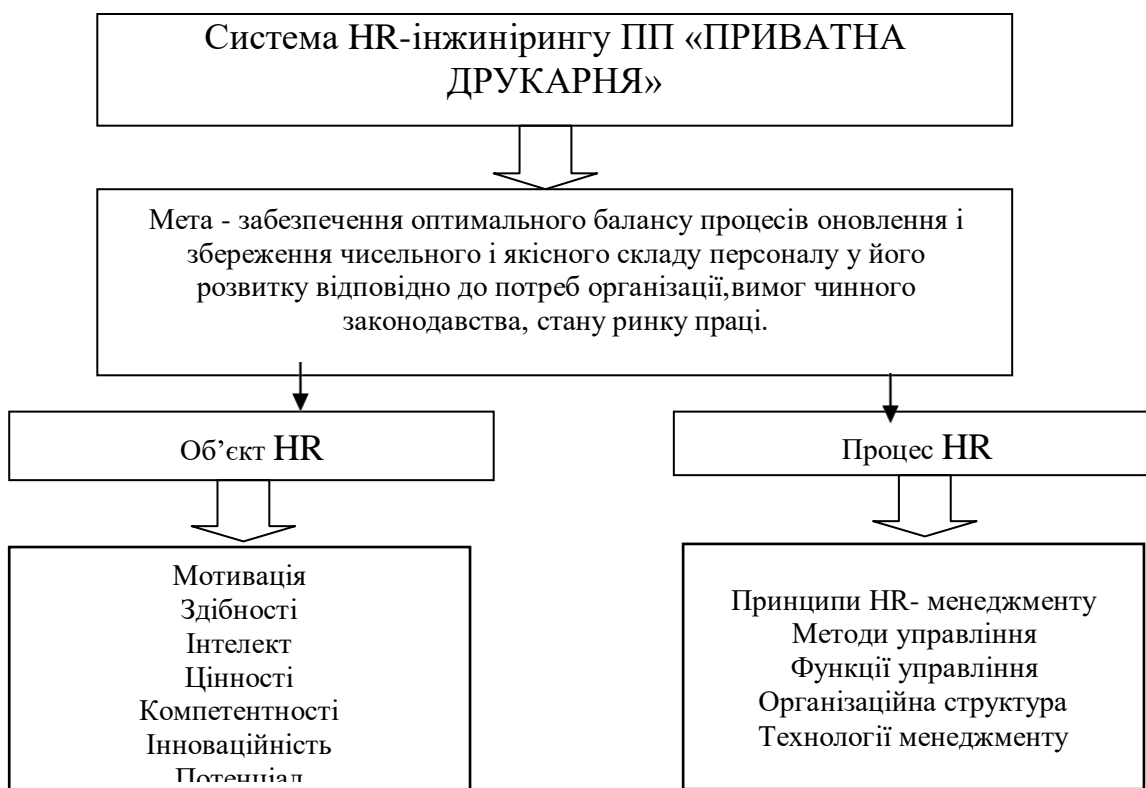 Система HR-інжинірингу ПП «ПРИВАТНА
ДРУКАРНЯ»
Мета - забезпечення оптимального балансу процесів оновлення і
збереження чисельного і якісного складу персоналу у його
розвитку відповідно до потреб організації,вимог чинного
законодавства, стану ринку праці.
Об’єкт HR
Процес HR
Мотивація
Здібності
Інтелект
Цінності
Компетентності
Інноваційність
Потенціал
Принципи HR- менеджменту
Методи управління
Функції управління
Організаційна структура
Технології менеджменту